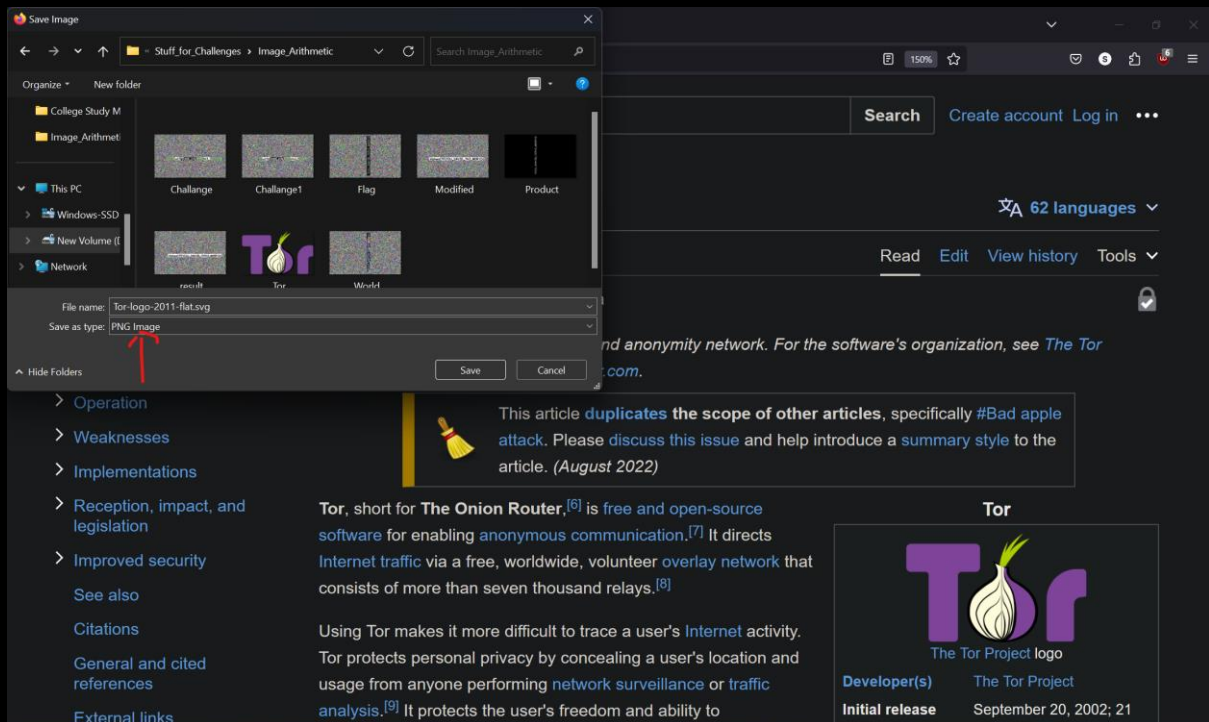 Save Image
Stuff_for_Challenges > Image_Arithmetic
Search Image_Arithmetic
Organize
New folder
College Study M
Image_Arithmeti
This PC
Windows-SSD
New Volume (
Network
Challange
Challange1
Flag
Modified
Product
result
Tor
World
File name: Tor-logo-2011-flat.svg
Save as type: PNG Image
Hide Folders
Save
Cancel
150%
S
6
Search
Create account
Log in
62 languages
Read
Edit
View history
Tools
nd anonymity network. For the software's organization, see The Tor
.com.
This article duplicates the scope of other articles, specifically #Bad apple
attack. Please discuss this issue and help introduce a summary style to the
article. (August 2022)
Operation
Weaknesses
Implementations
Reception, impact, and
legislation
Improved security
See also
Citations
General and cited
references
External links
Tor, short for The Onion Router,[6] is free and open-source
software for enabling anonymous communication.[7] It directs
Internet traffic via a free, worldwide, volunteer overlay network that
consists of more than seven thousand relays.[8]
Using Tor makes it more difficult to trace a user's Internet activity.
Tor protects personal privacy by concealing a user's location and
usage from anyone performing network surveillance or traffic
analysis.[9] It protects the user's freedom and ability to
Tor
Tor
The Tor Project logo
Developer(s) The Tor Project
Initial release September 20, 2002; 21